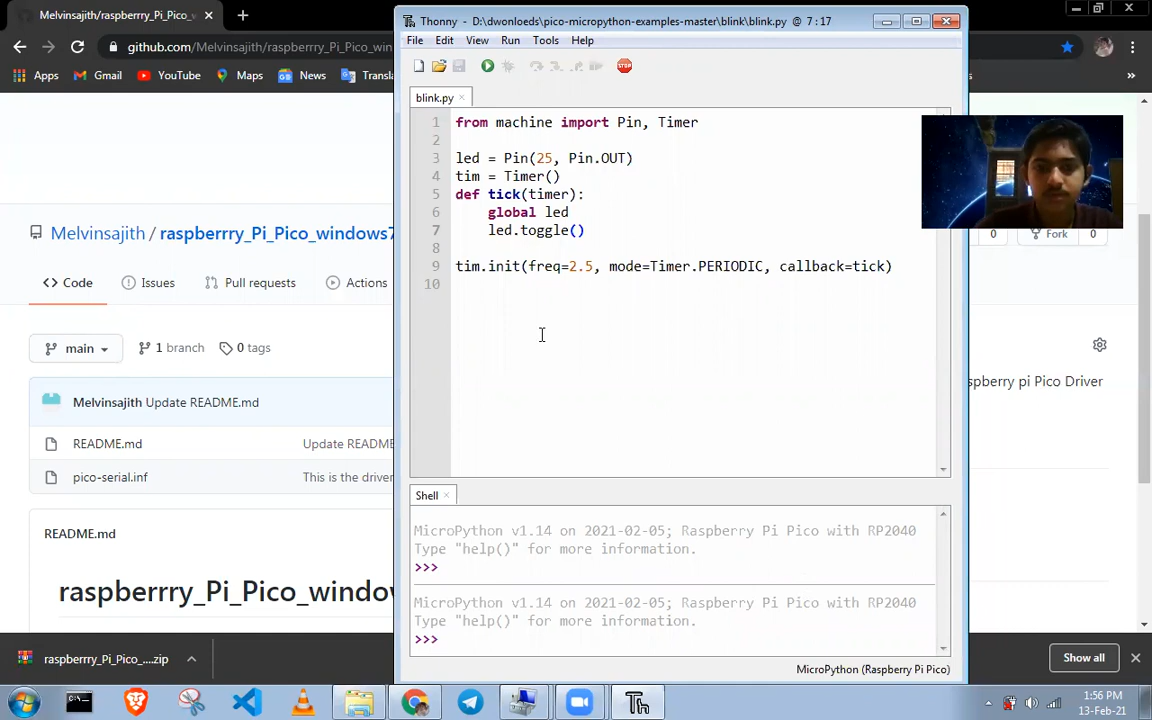 Melvinsajith/raspberrry_Pi_Pico_w
github.com/Melvinsajith/raspberrry_Pi_Pico_win
Apps
Gmail
YouTube
Maps
News
Transla
Thonny - D:\dwonloeds\pico-micropython-examples-master\blink\blink.py @ 7:17
File Edit View Run Tools Help
STOP
blink.py
1 from machine import Pin, Timer
2
3 led = Pin(25, Pin.OUT)
4 tim = Timer()
5 def tick(timer):
6 global led
7 led.toggle()
8
9 tim.init(freq=2.5, mode=Timer.PERIODIC, callback=tick)
10
Melvinsajith / raspberrry_Pi_Pico_windows7
0
Fork 0
Code
Issues
Pull requests
Actions
main
1 branch
0 tags
spberry pi Pico Driver
Melvinsajith Update README.md
README.md Update README
pico-serial.inf This is the driver
README.md
raspberrry_Pi_Pico_window
Shell
MicroPython v1.14 on 2021-02-05; Raspberry Pi Pico with RP2040
Type "help()" for more information.
>>>
MicroPython v1.14 on 2021-02-05; Raspberry Pi Pico with RP2040
Type "help()" for more information.
>>>
MicroPython (Raspberry Pi Pico)
raspberrry_Pi_Pico_....zip
Show all
Th
1:56 PM
13-Feb-21